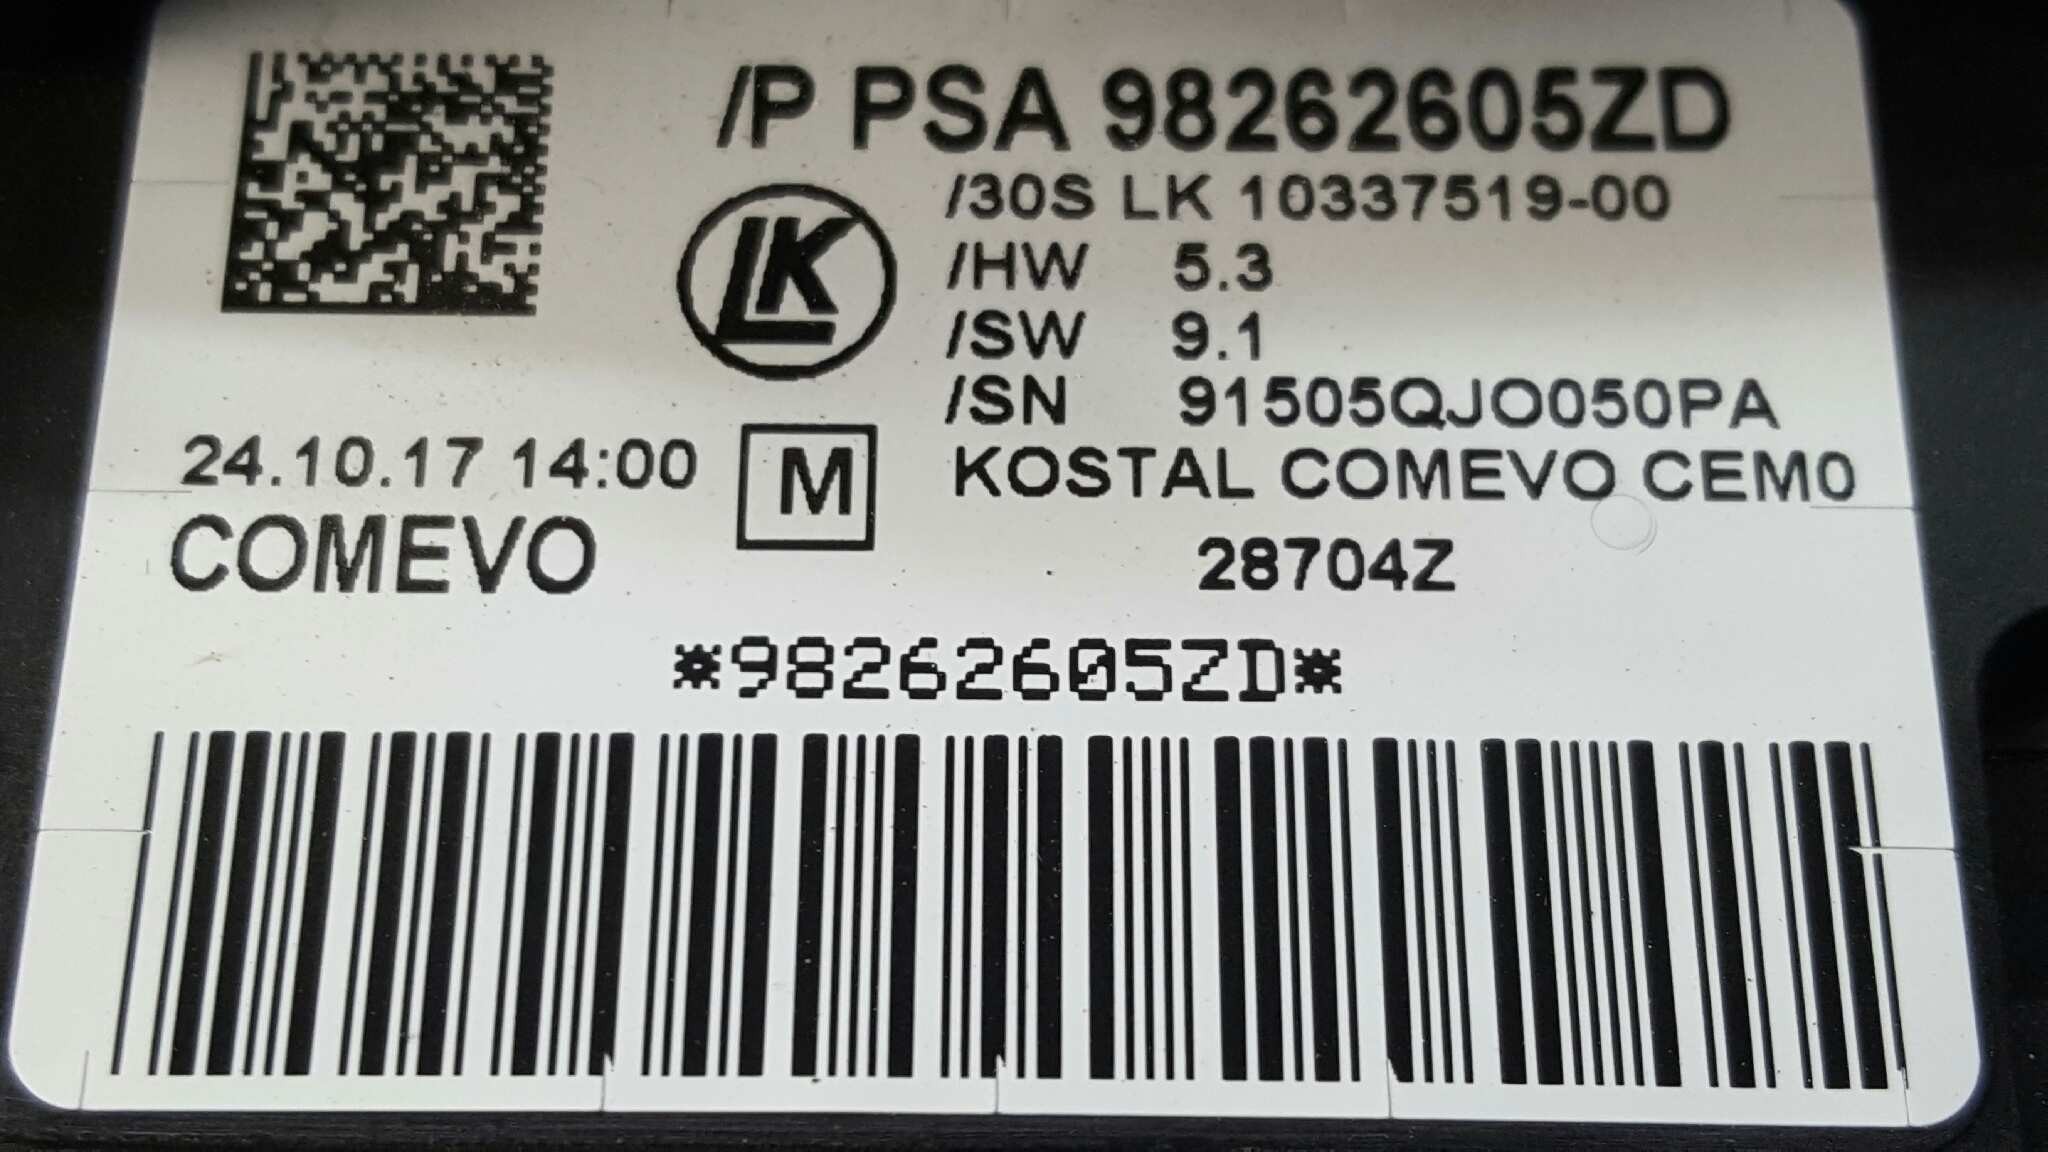 /P PSA 98262605ZD
/30S LK 10337519-00
LK
/HW 5.3
/SW 9.1
/SN 91505QJO050PA
24.10.17 14:00
M
KOSTAL COMEVO CEM0
COMEVO
28704Z
*98262605ZD*